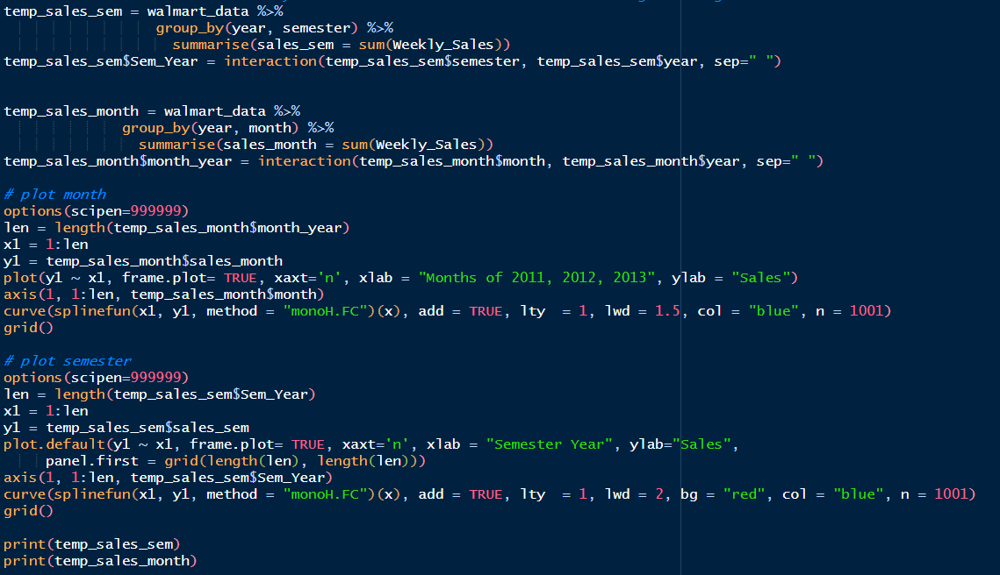 temp_sales_sem = walmart_data %>%
group_by(year, semester) %>%
summarise(sales_sem = sum(Weekly_Sales))
temp_sales_sem$Sem_Year = interaction(temp_sales_sem$semester, temp_sales_sem$year, sep=" ")
temp_sales_month = walmart_data %>%
group_by(year, month) %>%
summarise(sales_month = sum(Weekly_Sales))
temp_sales_month$month_year = interaction(temp_sales_month$month, temp_sales_month$year, sep=" ")
# plot month
options(scipen=999999)
len = length(temp_sales_month$month_year)
x1 = 1:len
y1 = temp_sales_month$sales_month
plot(y1 ~ x1, frame.plot= TRUE, xaxt='n', xlab = "Months of 2011, 2012, 2013", ylab = "Sales")
axis(1, 1:len, temp_sales_month$month)
curve(splinefun(x1, y1, method = "monoH.FC")(x), add = TRUE, lty  = 1, lwd = 1.5, col = "blue", n = 1001)
grid()
# plot semester
options(scipen=999999)
len = length(temp_sales_sem$Sem_Year)
x1 = 1:len
y1 = temp_sales_sem$sales_sem
plot.default(y1 ~ x1, frame.plot= TRUE, xaxt='n', xlab = "Semester Year", ylab="Sales",
panel.first = grid(length(len), length(len)))
axis(1, 1:len, temp_sales_sem$Sem_Year)
curve(splinefun(x1, y1, method = "monoH.FC")(x), add = TRUE, lty  = 1, lwd = 2, bg = "red", col = "blue", n = 1001)
grid()
print(temp_sales_sem)
print(temp_sales_month)